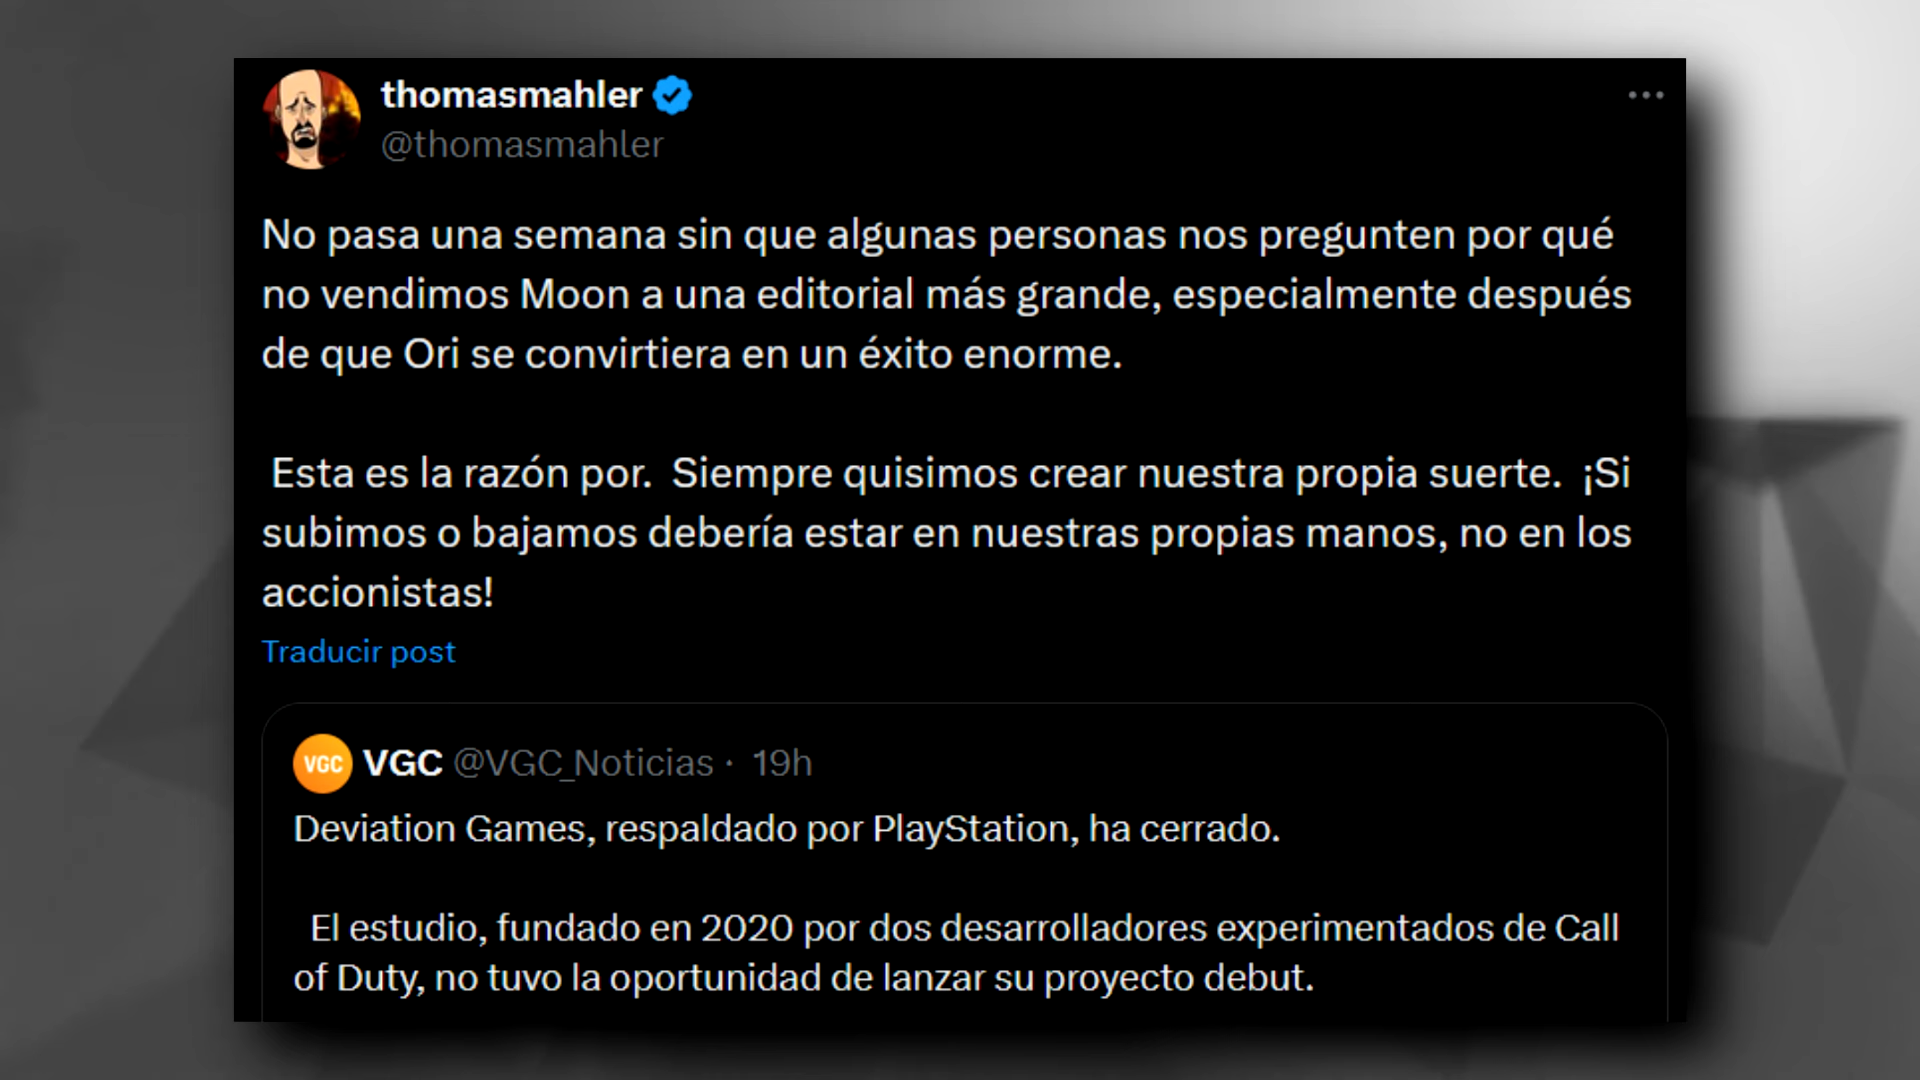 thomasmahler
@thomasmahler
No pasa una semana sin que algunas personas nos pregunten por qué
no vendimos Moon a una editorial más grande, especialmente después
de que Ori se convirtiera en un éxito enorme.
Esta es la razón por. Siempre quisimos crear nuestra propia suerte. ¡Si
subimos o bajamos debería estar en nuestras propias manos, no en los
accionistas!
Traducir post
VGC VGC @VGC_Noticias · 19h
Deviation Games, respaldado por PlayStation, ha cerrado.
El estudio, fundado en 2020 por dos desarrolladores experimentados de Call
of Duty, no tuvo la oportunidad de lanzar su proyecto debut.